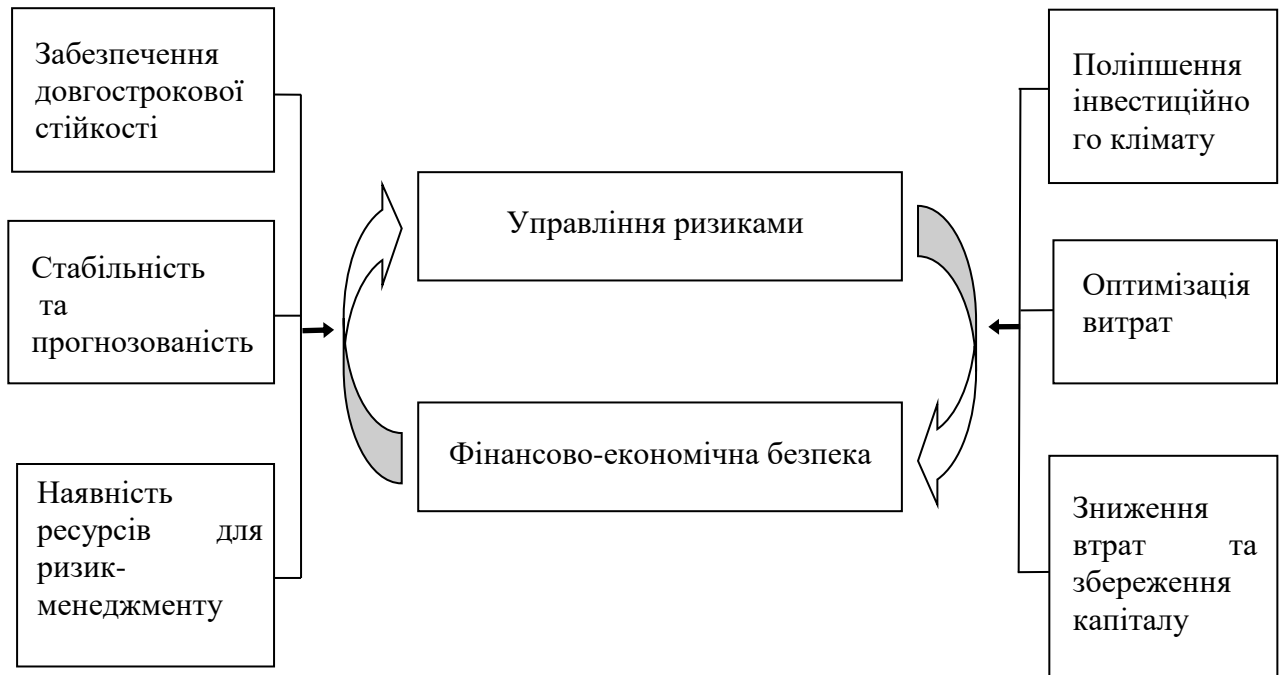 Забезпечення
довгострокової
стійкості
Стабільність
та
прогнозованість
Наявність
ресурсів для
ризик-
менеджменту
Управління ризиками
Фінансово-економічна безпека
Поліпшення
інвестиційно
го клімату
Оптимізація
витрат
Зниження
втрат та
збереження
капіталу